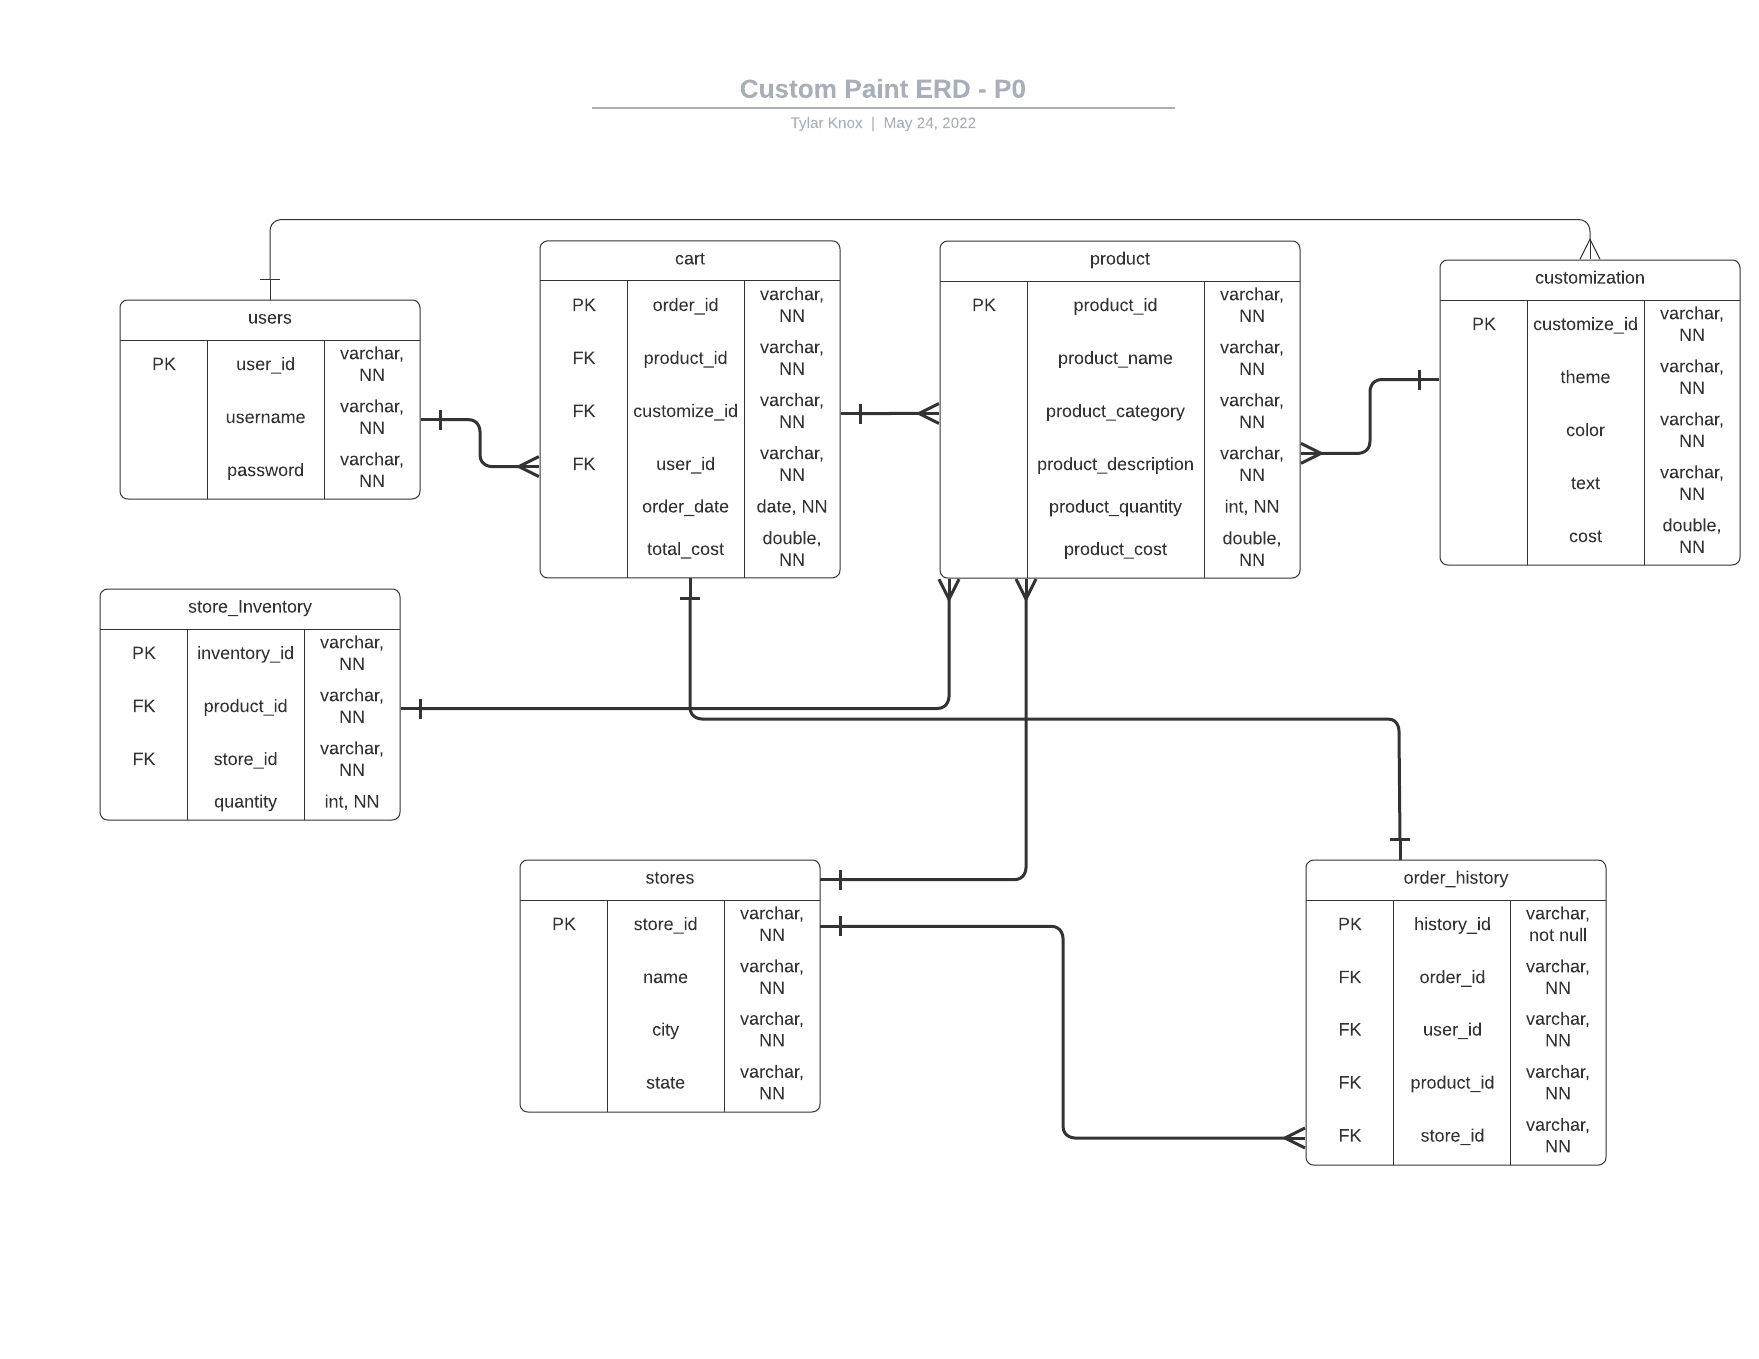 Custom Paint ERD - P0
Tylar Knox | May 24, 2022
users
PK user_id varchar, NN
username varchar, NN
password varchar, NN
cart
PK order_id varchar, NN
FK product_id varchar, NN
FK customize_id varchar, NN
FK user_id varchar, NN
order_date date, NN
total_cost double, NN
product
PK product_id varchar, NN
product_name varchar, NN
product_category varchar, NN
product_description varchar, NN
product_quantity int, NN
product_cost double, NN
customization
PK customize_id varchar, NN
theme varchar, NN
color varchar, NN
text varchar, NN
cost double, NN
store_Inventory
PK inventory_id varchar, NN
FK product_id varchar, NN
FK store_id varchar, NN
quantity int, NN
stores
PK store_id varchar, NN
name varchar, NN
city varchar, NN
state varchar, NN
order_history
PK history_id varchar, not null
FK order_id varchar, NN
FK user_id varchar, NN
FK product_id varchar, NN
FK store_id varchar, NN